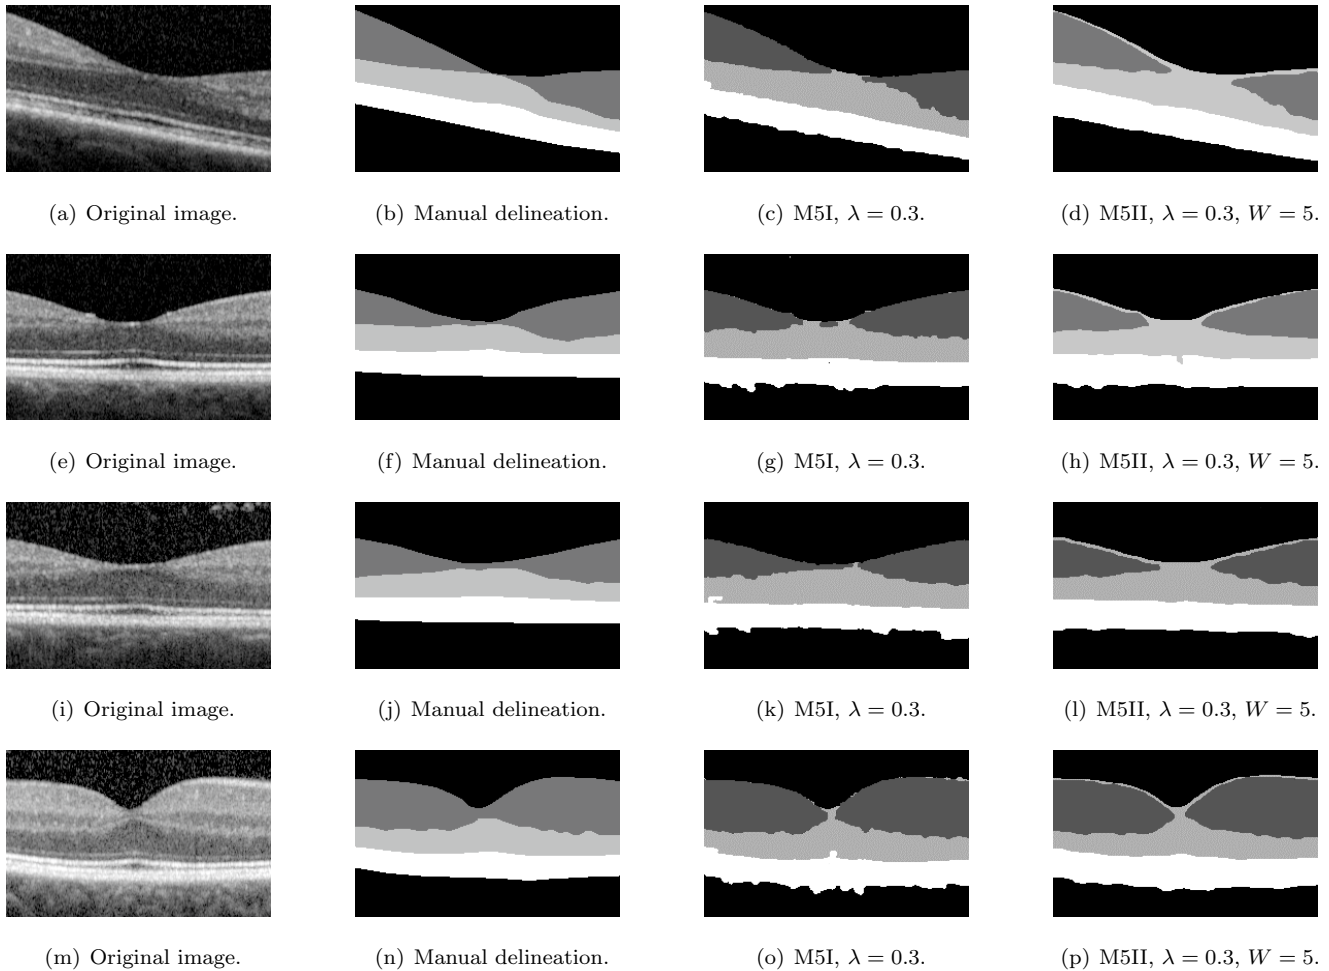 (a) Original image.
(b) Manual delineation.
(c) M5I, λ = 0.3.
(d) M5II, λ = 0.3, W = 5.
(e) Original image.
(f) Manual delineation.
(g) M5I, λ = 0.3.
(h) M5II, λ = 0.3, W = 5.
(i) Original image.
(j) Manual delineation.
(k) M5I, λ = 0.3.
(l) M5II, λ = 0.3, W = 5.
(m) Original image.
(n) Manual delineation.
(o) M5I, λ = 0.3.
(p) M5II, λ = 0.3, W = 5.